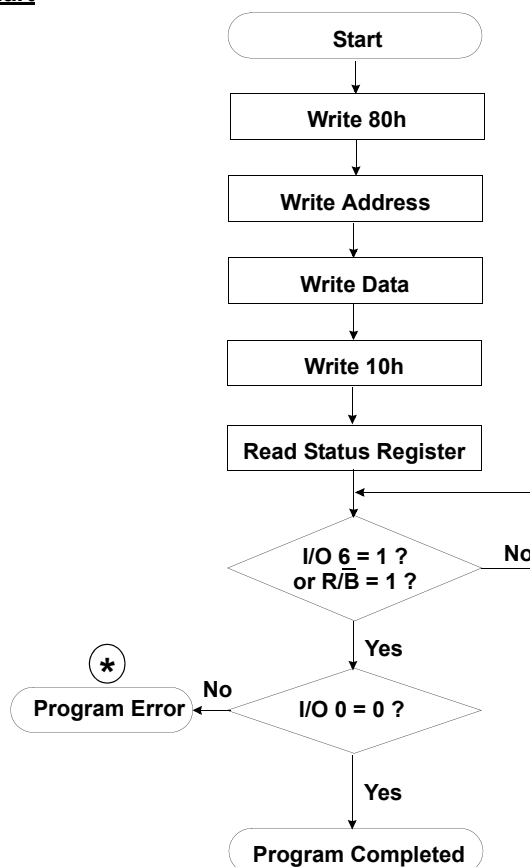 Start
Write 80h
Write Address
Write Data
Write 10h
Read Status Register
I/O 6 = 1 ?
or R/B̅ = 1 ?
No
Yes
*
No
Program Error
I/O 0 = 0 ?
Yes
Program Completed